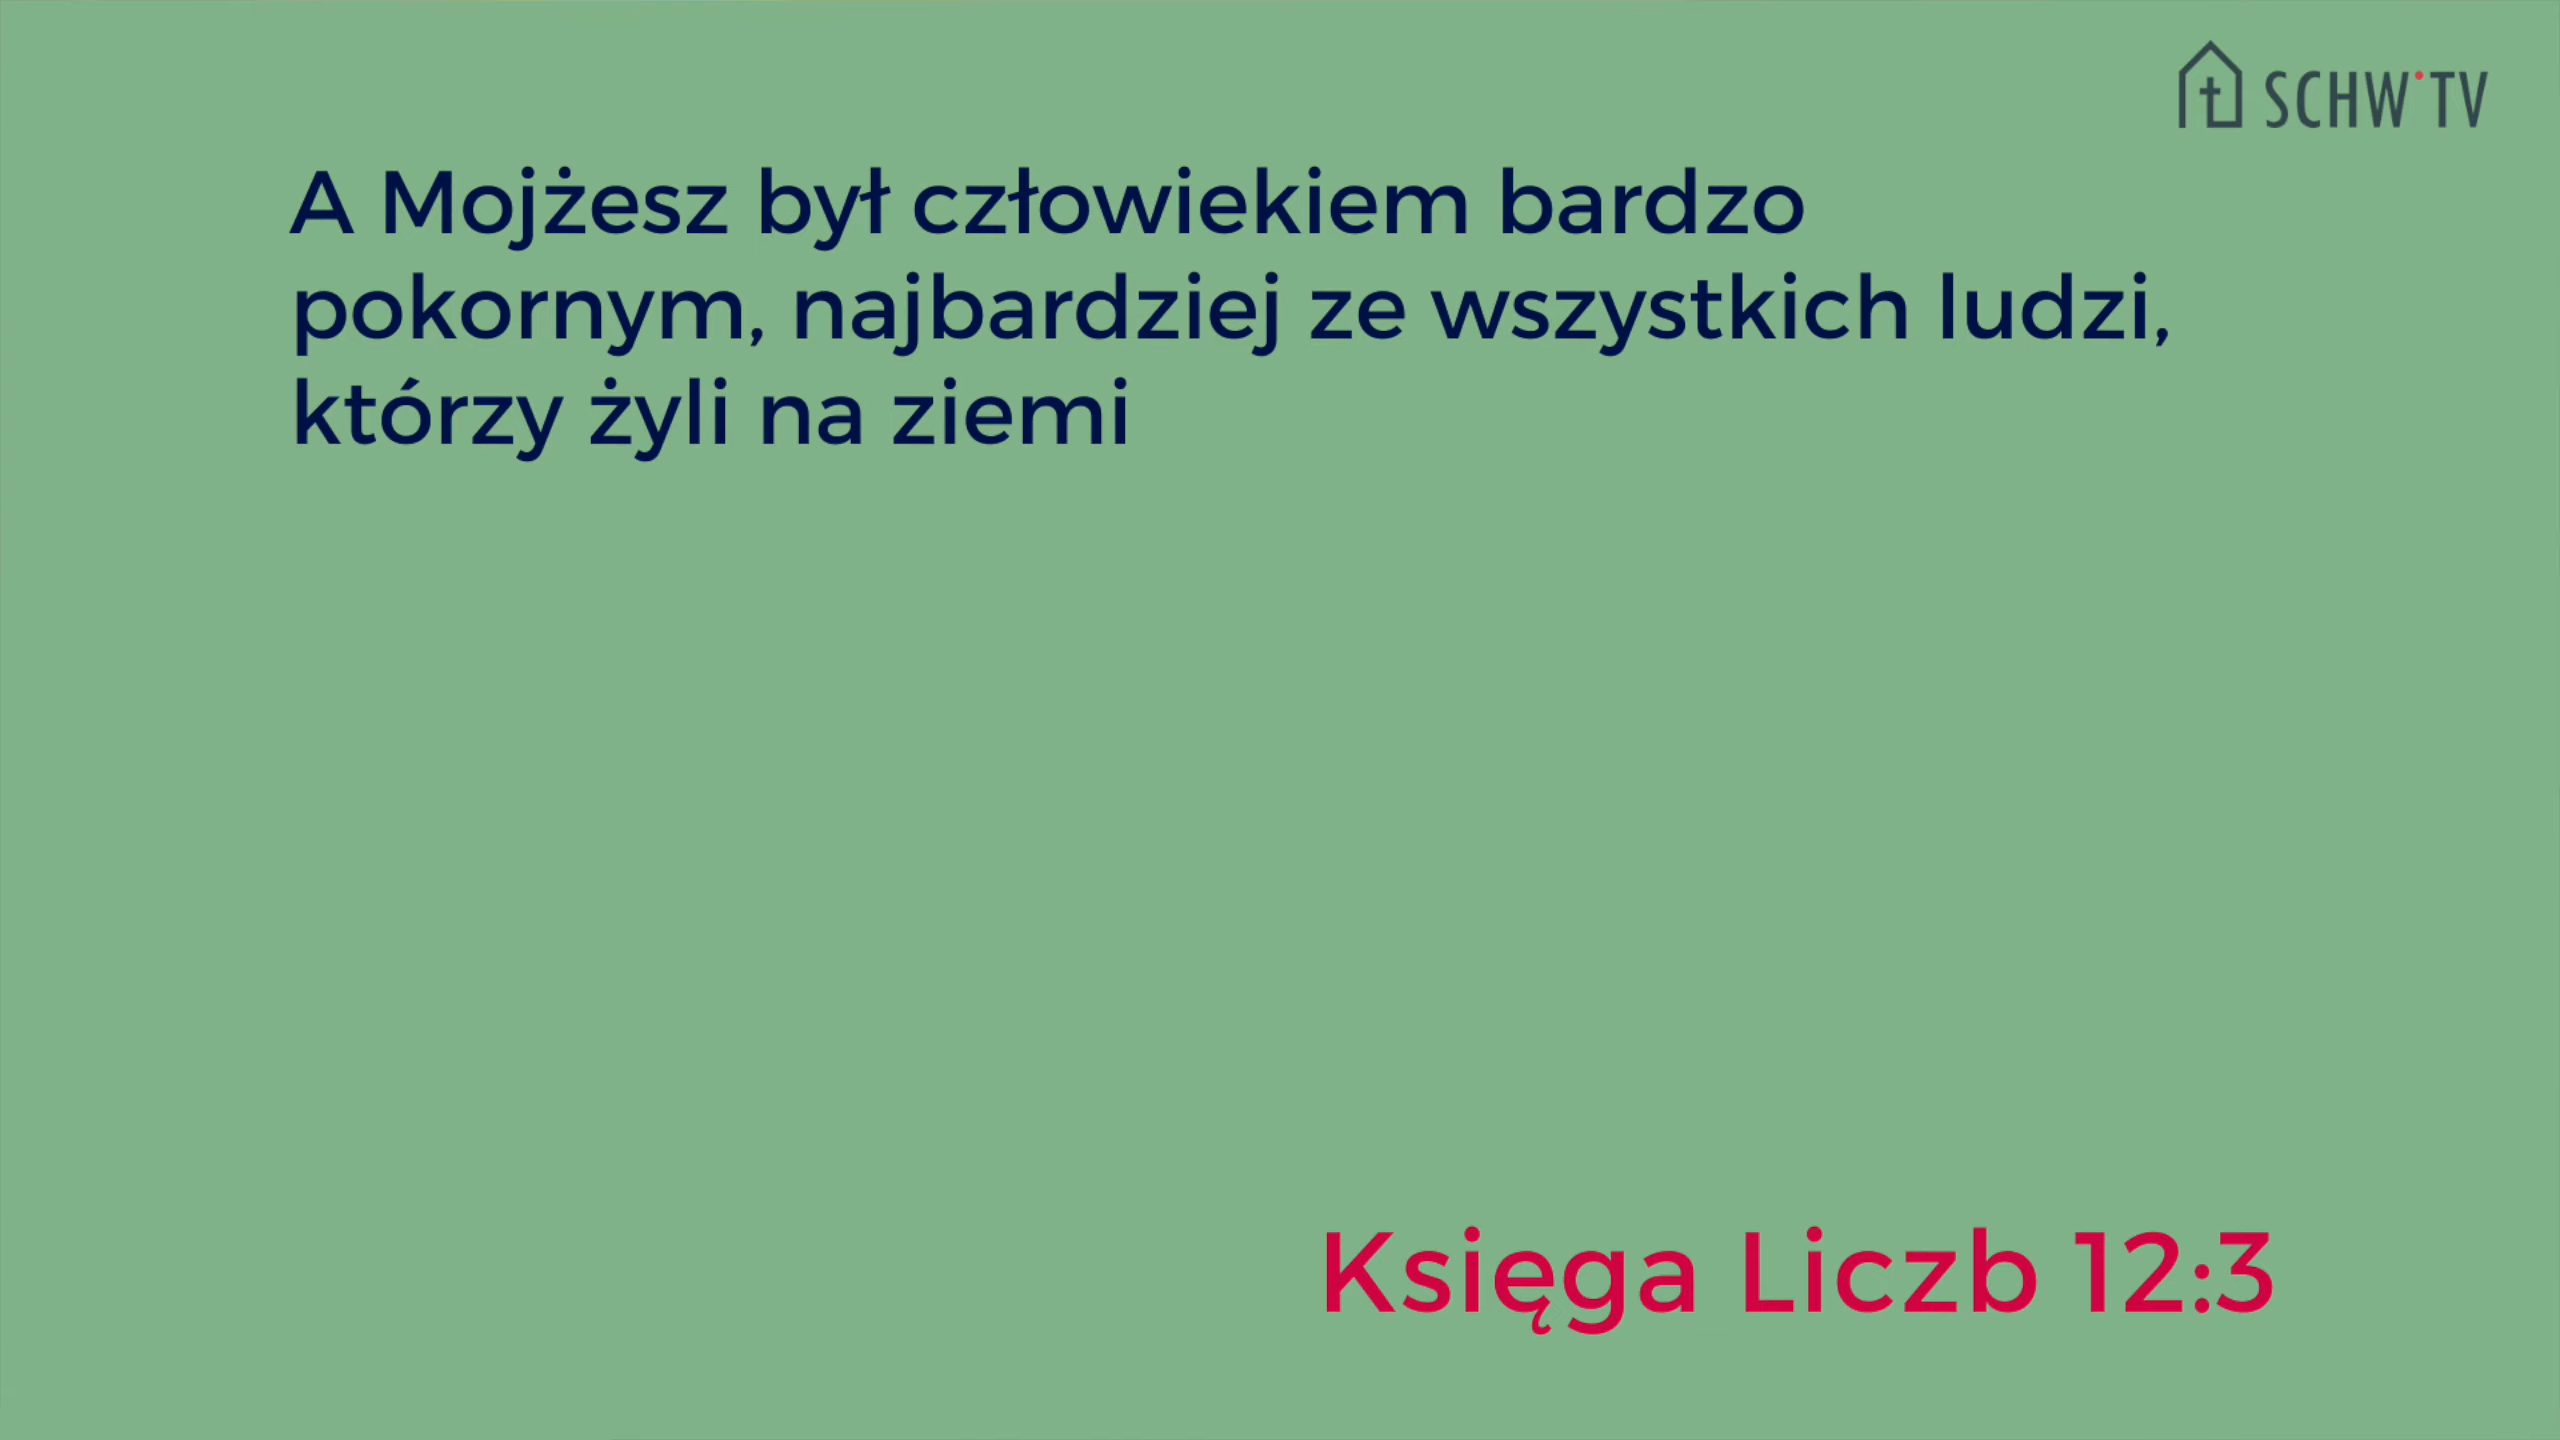 SCHW•TV
A Mojżesz był człowiekiem bardzo
pokornym, najbardziej ze wszystkich ludzi,
którzy żyli na ziemi
Księga Liczb 12:3